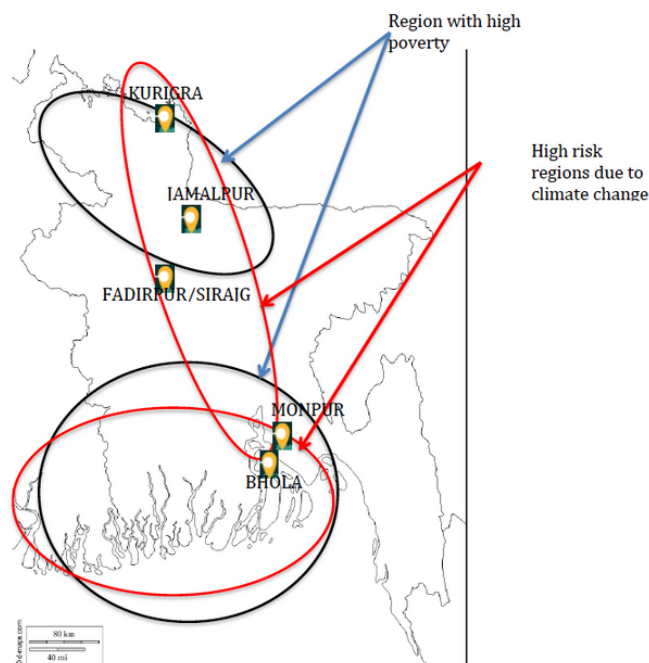 Region with high
poverty
KURIGRA
High risk
regions due to
climate change
JAMALPUR
FADIRPUR/SIRAJG
MONPUR
BHOLA
80 km
40 mi
d-maps.com